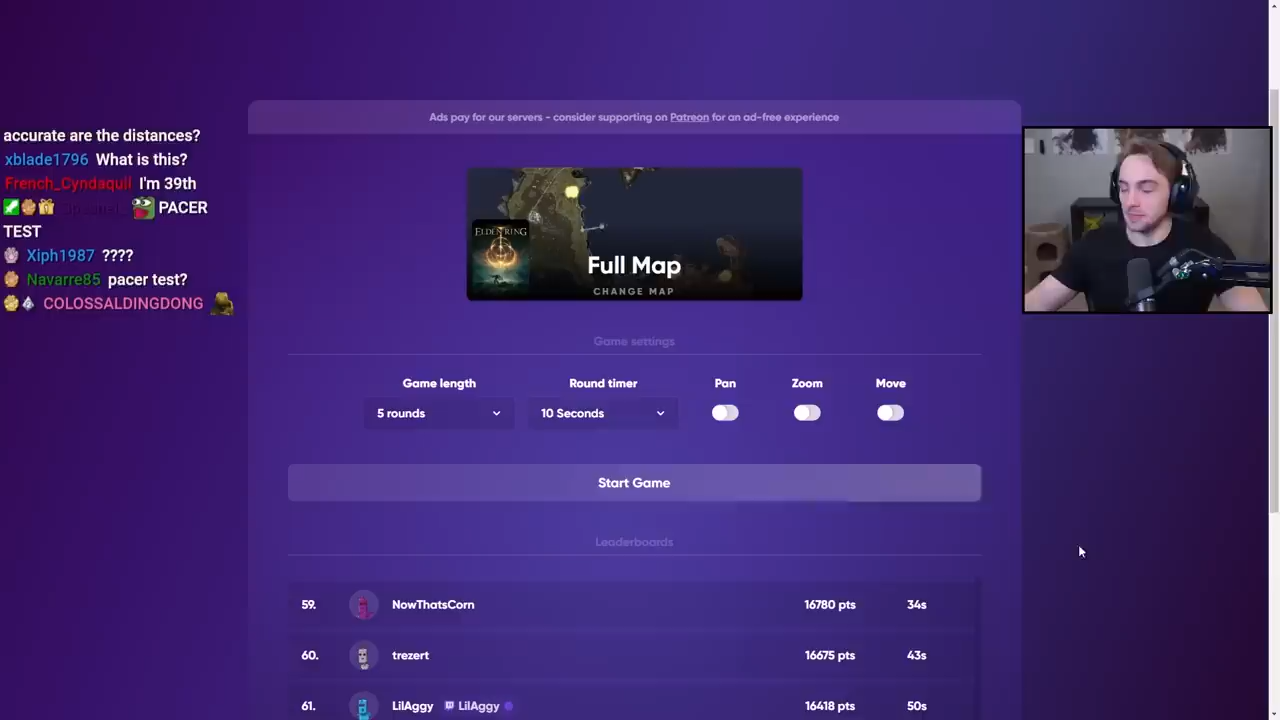 Ads pay for our servers - consider supporting on Patreon for an ad-free experience
accurate are the distances?
xblade1796 What is this?
French_Cyndaquil I'm 39th
PACER
TEST
Xiph1987 ????
Navarre85 pacer test?
COLOSSALDINGDONG
ELDEN RING
Full Map
CHANGE MAP
Game settings
Game length
Round timer
Pan
Zoom
Move
5 rounds
10 Seconds
Start Game
Leaderboards
59. NowThatsCorn 16780 pts 34s
60. trezert 16675 pts 43s
61. LilAggy LilAggy 16418 pts 50s